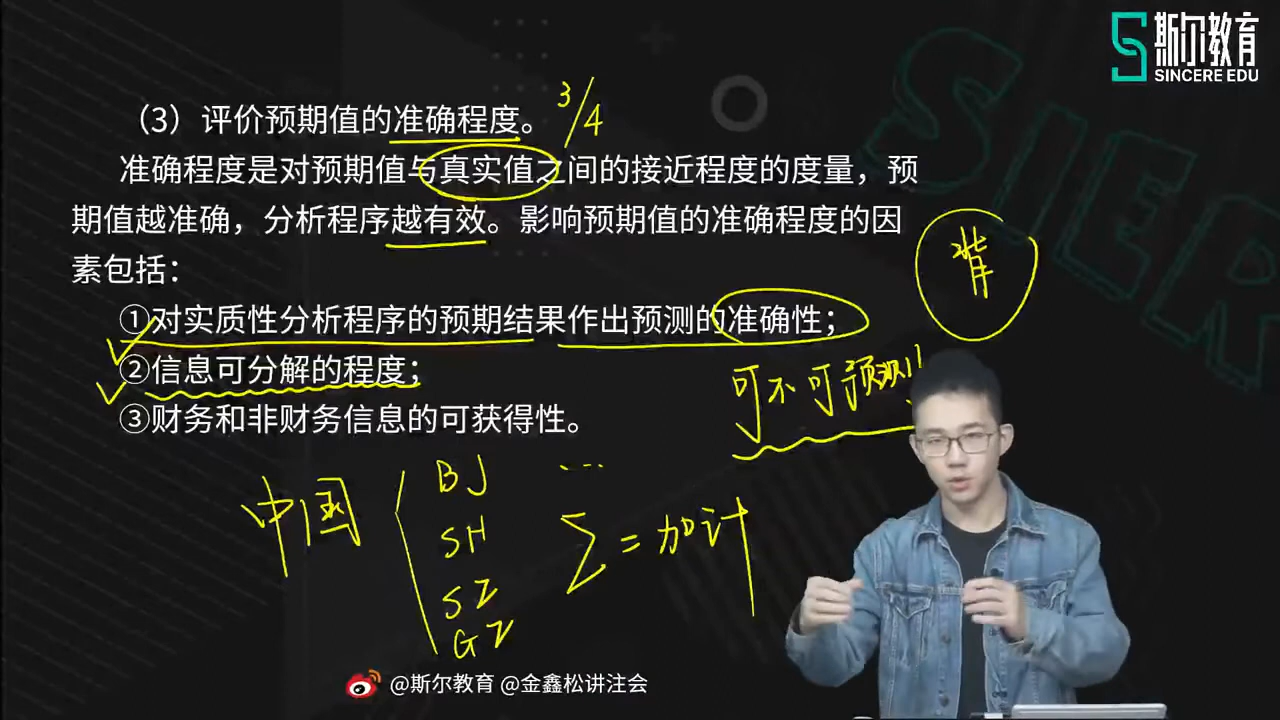 斯尔教育
SINCERE EDU
（3）评价预期值的准确程度。 3/4
准确程度是对预期值与真实值之间的接近程度的度量，预
期值越准确，分析程序越有效。影响预期值的准确程度的因
素包括：
背
①对实质性分析程序的预期结果作出预测的准确性；
②信息可分解的程度；
可不可预测
③财务和非财务信息的可获得性。
中国
BJ
SH
SZ
GZ
...
Σ = 加计
@斯尔教育 @金鑫松讲注会